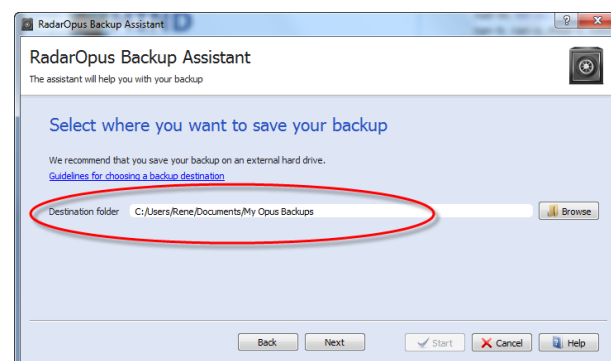 RadarOpus Backup Assistant
RadarOpus Backup Assistant
The assistant will help you with your backup
Select where you want to save your backup
We recommend that you save your backup on an external hard drive.
Guidelines for choosing a backup destination
Destination folder C:/Users/Rene/Documents/My Opus Backups Browse
Back Next Start Cancel Help